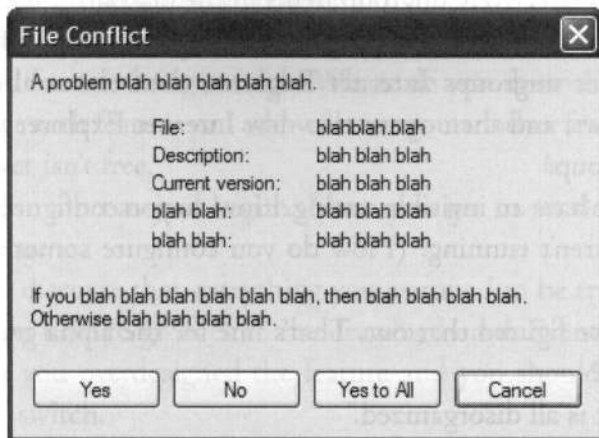 File Conflict
A problem blah blah blah blah blah.
File: blahblah.blah
Description: blah blah blah
Current version: blah blah blah
blah blah: blah blah blah
blah blah: blah blah blah
If you blah blah blah blah blah blah, then blah blah blah blah.
Otherwise blah blah blah blah.
Yes No Yes to All Cancel